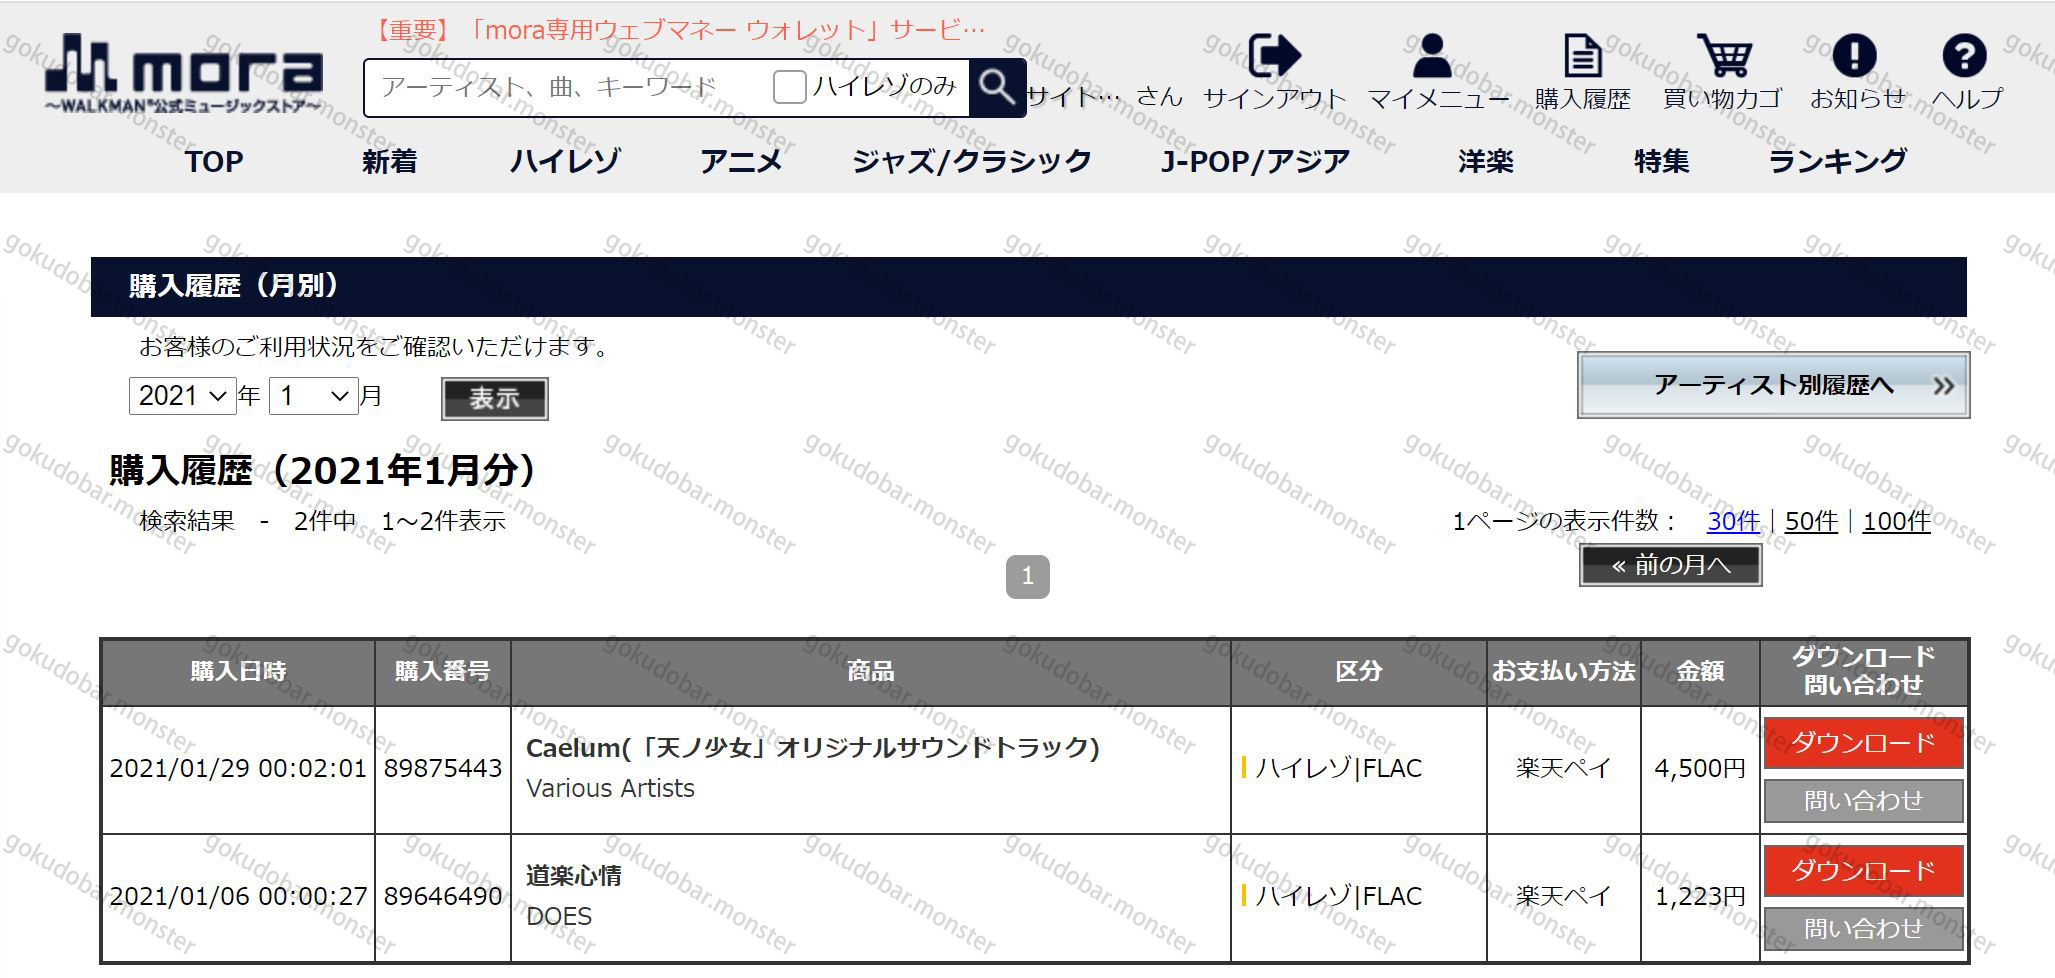 【重要】「mora専用ウェブマネー ウォレット」サービ…
mora
～WALKMAN®公式ミュージックストア～
アーティスト、曲、キーワード
ハイレゾのみ
サイト… さん
サインアウト
マイメニュー
購入履歴
買い物カゴ
お知らせ
ヘルプ
TOP 新着 ハイレゾ アニメ ジャズ/クラシック J-POP/アジア 洋楽 特集 ランキング
購入履歴（月別）
お客様のご利用状況をご確認いただけます。
2021 年 1 月 表示
アーティスト別履歴へ »
購入履歴（2021年1月分）
検索結果 - 2件中 1～2件表示
1ページの表示件数： 30件｜50件｜100件
« 前の月へ
1
購入日時 購入番号 商品 区分 お支払い方法 金額 ダウンロード
問い合わせ
2021/01/29 00:02:01 89875443 Caelum(「天ノ少女」オリジナルサウンドトラック)
Various Artists
ハイレゾ|FLAC 楽天ペイ 4,500円
ダウンロード
問い合わせ
2021/01/06 00:00:27 89646490 道楽心情
DOES
ハイレゾ|FLAC 楽天ペイ 1,223円
ダウンロード
問い合わせ
gokudobar.monster